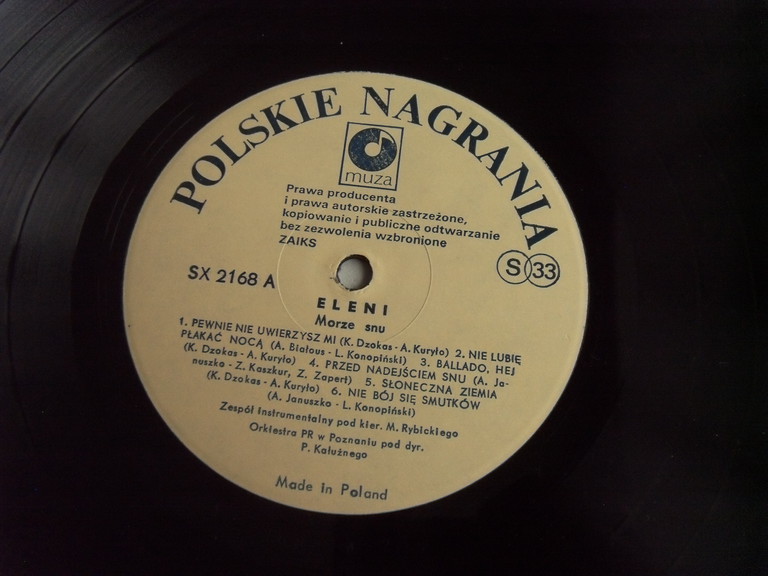 POLSKIE NAGRANIA
muza
Prawa producenta
i prawa autorskie zastrzeżone,
kopiowanie i publiczne odtwarzanie
bez zezwolenia wzbronione
ZAIKS
S 33
SX 2168 A
ELENI
Morze snu
1. PEWNIE NIE UWIERZYSZ MI (K. Dzokas - A. Kuryło) 2. NIE LUBIĘ
PŁAKAĆ NOCĄ (A. Białous - L. Konopiński) 3. BALLADO, HEJ
(K. Dzokas - A. Kuryło) 4. PRZED NADEJŚCIEM SNU (A. Ja-
nuszko - Z. Kaszkur, Z. Zapert) 5. SŁONECZNA ZIEMIA
(K. Dzokas - A. Kuryło) 6. NIE BÓJ SIĘ SMUTKÓW
(A. Januszko - L. Konopiński)
Zespół instrumentalny pod kier. M. Rybickiego
Orkiestra PR w Poznaniu pod dyr.
P. Kałużnego
Made in Poland